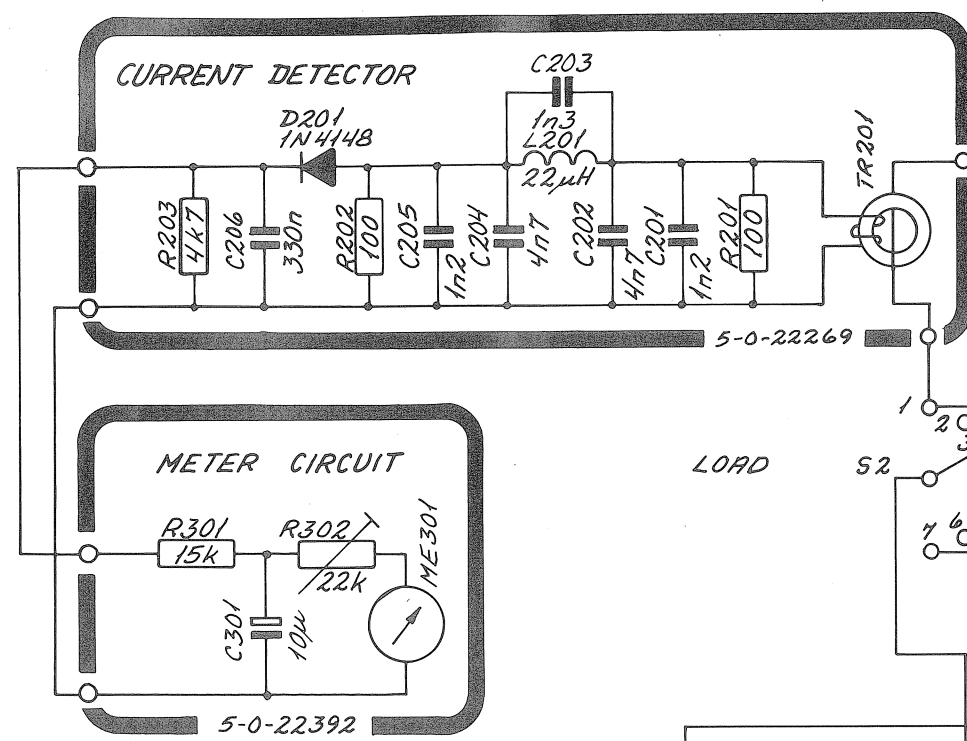 CURRENT DETECTOR
C203
1n3
L201
22µH
D201
1N4148
TR201
R203
4k7
C206
330n
R202
100
C205
1n2
C204
4n7
C202
4n7
C201
1n2
R201
100
5-0-22269
METER CIRCUIT
R301
15k
R302
22k
ME301
C301
10µ
5-0-22392
LOAD
S2
1
2
3
7
6